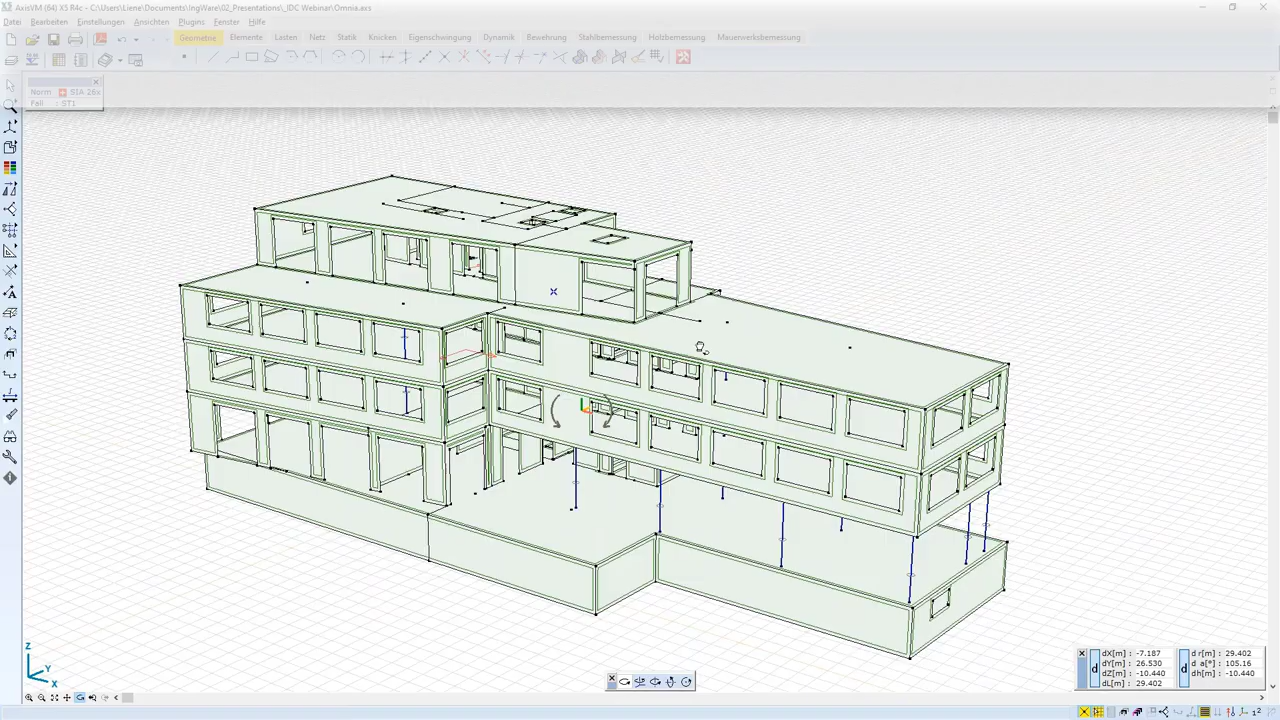 AxisVM (64) X5 R4c - C:\Users\Liene\Documents\IngWare\02_Presentations\_IDC Webinar\Omnia.axs
Datei Bearbeiten Einstellungen Ansichten Plugins Fenster Hilfe
Geometrie Elemente Lasten Netz Statik Knicken Eigenschwingung Dynamik Bewehrung Stahlbemessung Holzbemessung Mauerwerksbemessung
Norm SIA 26x
Fall : ST1
Z
Y
X
dX[m] : -7.187
dY[m] : 26.530
dZ[m] : -10.440
dL[m] : 29.402
d
d r[m] : 29.402
d a[°] : 105.16
dh[m] : -10.440